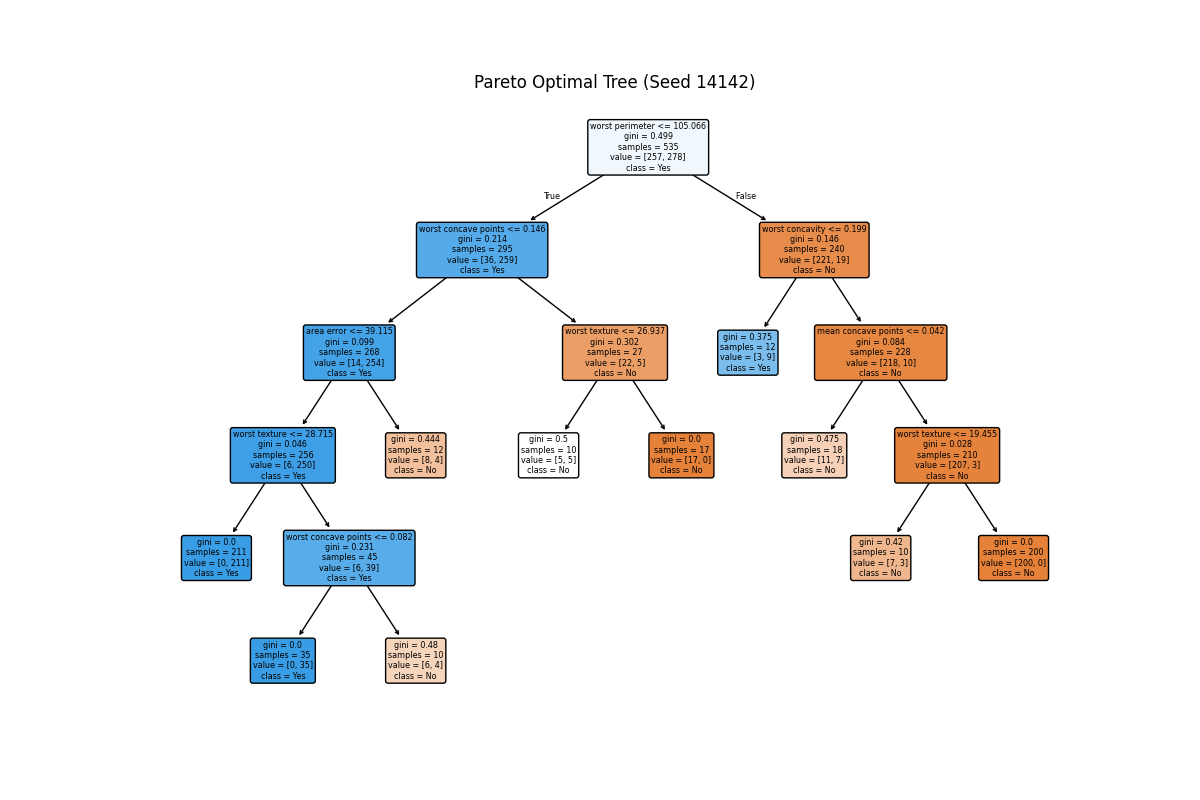 Pareto Optimal Tree (Seed 14142)
worst perimeter <= 105.066
gini = 0.499
samples = 535
value = [257, 278]
class = Yes
True
False
worst concave points <= 0.146
gini = 0.214
samples = 295
value = [36, 259]
class = Yes
worst concavity <= 0.199
gini = 0.146
samples = 240
value = [221, 19]
class = No
area error <= 39.115
gini = 0.099
samples = 268
value = [14, 254]
class = Yes
worst texture <= 26.937
gini = 0.302
samples = 27
value = [22, 5]
class = No
gini = 0.375
samples = 12
value = [3, 9]
class = Yes
mean concave points <= 0.042
gini = 0.084
samples = 228
value = [218, 10]
class = No
worst texture <= 28.715
gini = 0.046
samples = 256
value = [6, 250]
class = Yes
gini = 0.444
samples = 12
value = [8, 4]
class = No
gini = 0.5
samples = 10
value = [5, 5]
class = No
gini = 0.0
samples = 17
value = [17, 0]
class = No
gini = 0.475
samples = 18
value = [11, 7]
class = No
worst texture <= 19.455
gini = 0.028
samples = 210
value = [207, 3]
class = No
gini = 0.0
samples = 211
value = [0, 211]
class = Yes
worst concave points <= 0.082
gini = 0.231
samples = 45
value = [6, 39]
class = Yes
gini = 0.42
samples = 10
value = [7, 3]
class = No
gini = 0.0
samples = 200
value = [200, 0]
class = No
gini = 0.0
samples = 35
value = [0, 35]
class = Yes
gini = 0.48
samples = 10
value = [6, 4]
class = No